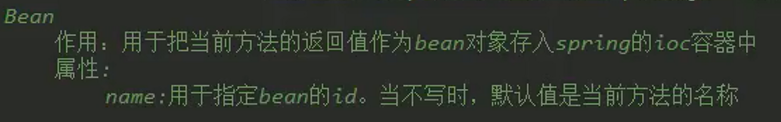 Bean
作用：用于把当前方法的返回值作为bean对象存入spring的ioc容器中
属性:
name:用于指定bean的id。当不写时，默认值是当前方法的名称